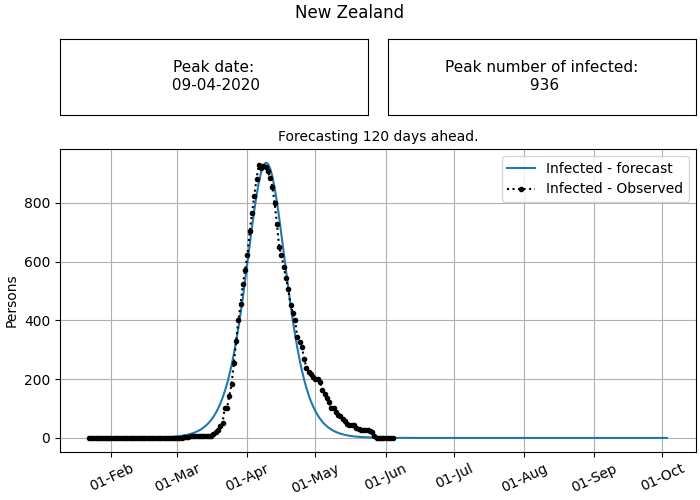 New Zealand
Peak date:
09-04-2020
Peak number of infected:
936
Forecasting 120 days ahead.
Infected - forecast
Infected - Observed
Persons
800
600
400
200
0
01-Feb
01-Mar
01-Apr
01-May
01-Jun
01-Jul
01-Aug
01-Sep
01-Oct